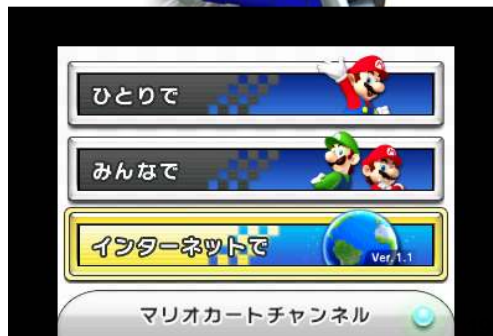 ひとりで
みんなで
インターネットで
Ver.1.1
マリオカートチャンネル